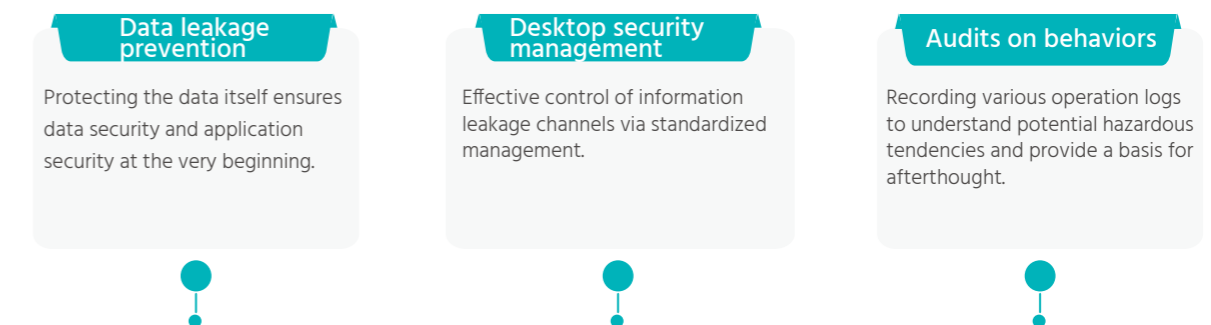 Data leakage
prevention
Protecting the data itself ensures
data security and application
security at the very beginning.
Desktop security
management
Effective control of information
leakage channels via standardized
management.
Audits on behaviors
Recording various operation logs
to understand potential hazardous
tendencies and provide a basis for
afterthought.